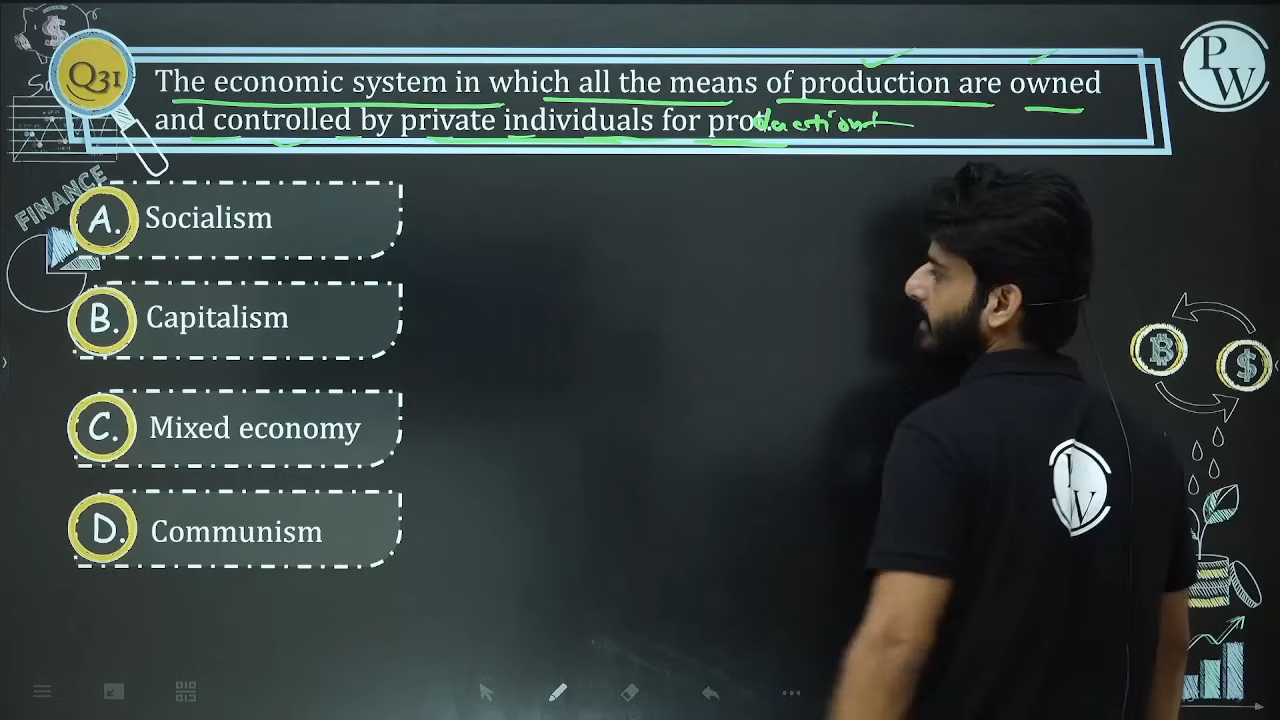 Q31
The economic system in which all the means of production are owned
and controlled by private individuals for production
A. Socialism
B. Capitalism
C. Mixed economy
D. Communism
FINANCE
PW
PW